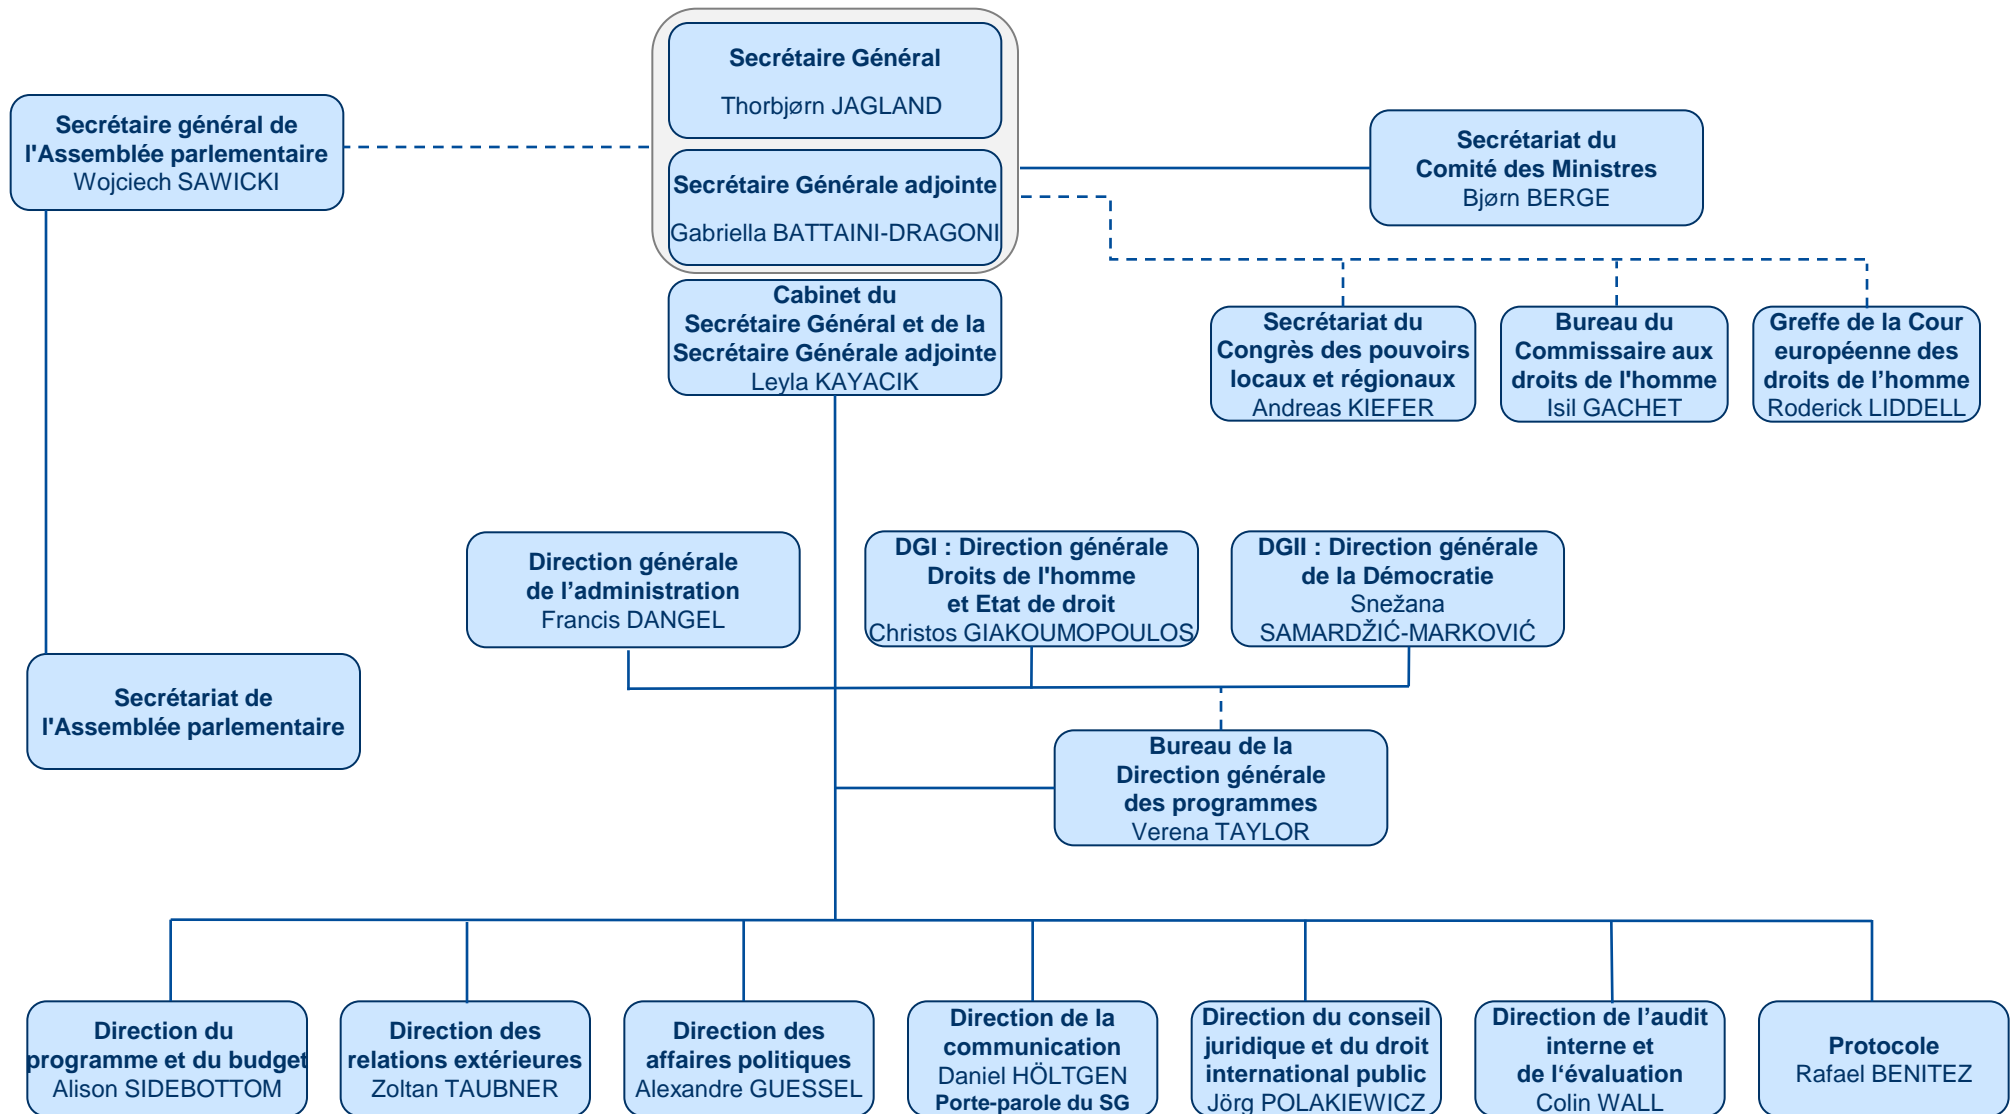 Secrétaire Général
Thorbjørn JAGLAND
Secrétaire général de
l'Assemblée parlementaire
Wojciech SAWICKI
Secrétaire Générale adjointe
Gabriella BATTAINI-DRAGONI
Secrétariat du
Comité des Ministres
Bjørn BERGE
Cabinet du
Secrétaire Général et de la
Secrétaire Générale adjointe
Leyla KAYACIK
Secrétariat du
Congrès des pouvoirs
locaux et régionaux
Andreas KIEFER
Bureau du
Commissaire aux
droits de l'homme
Isil GACHET
Greffe de la Cour
européenne des
droits de l’homme
Roderick LIDDELL
Direction générale
de l’administration
Francis DANGEL
DGI : Direction générale
Droits de l'homme
et Etat de droit
Christos GIAKOUMOPOULOS
DGII : Direction générale
de la Démocratie
Snežana
SAMARDŽIĆ-MARKOVIĆ
Secrétariat de
l'Assemblée parlementaire
Bureau de la
Direction générale
des programmes
Verena TAYLOR
Direction du
programme et du budget
Alison SIDEBOTTOM
Direction des
relations extérieures
Zoltan TAUBNER
Direction des
affaires politiques
Alexandre GUESSEL
Direction de la
communication
Daniel HÖLTGEN
Porte-parole du SG
Direction du conseil
juridique et du droit
international public
Jörg POLAKIEWICZ
Direction de l’audit
interne et
de l‘évaluation
Colin WALL
Protocole
Rafael BENITEZ